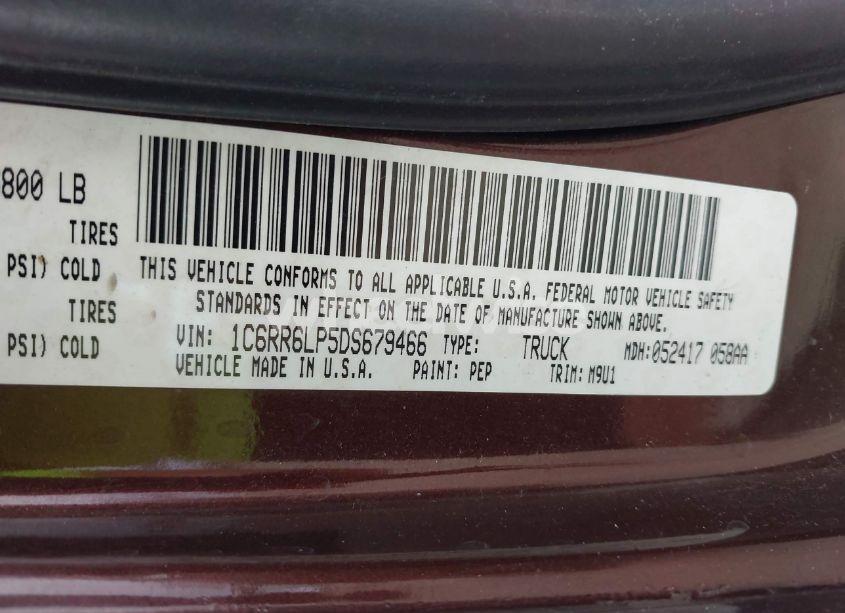 800 LB
TIRES
PSI) COLD
TIRES
PSI) COLD
THIS VEHICLE CONFORMS TO ALL APPLICABLE U.S.A. FEDERAL MOTOR VEHICLE SAFETY
STANDARDS IN EFFECT ON THE DATE OF MANUFACTURE SHOWN ABOVE.
VIN: 1C6RR6LP5DS679466 TYPE: TRUCK MDH:052417 058AA
VEHICLE MADE IN U.S.A. PAINT: PEP TRIM: M9U1